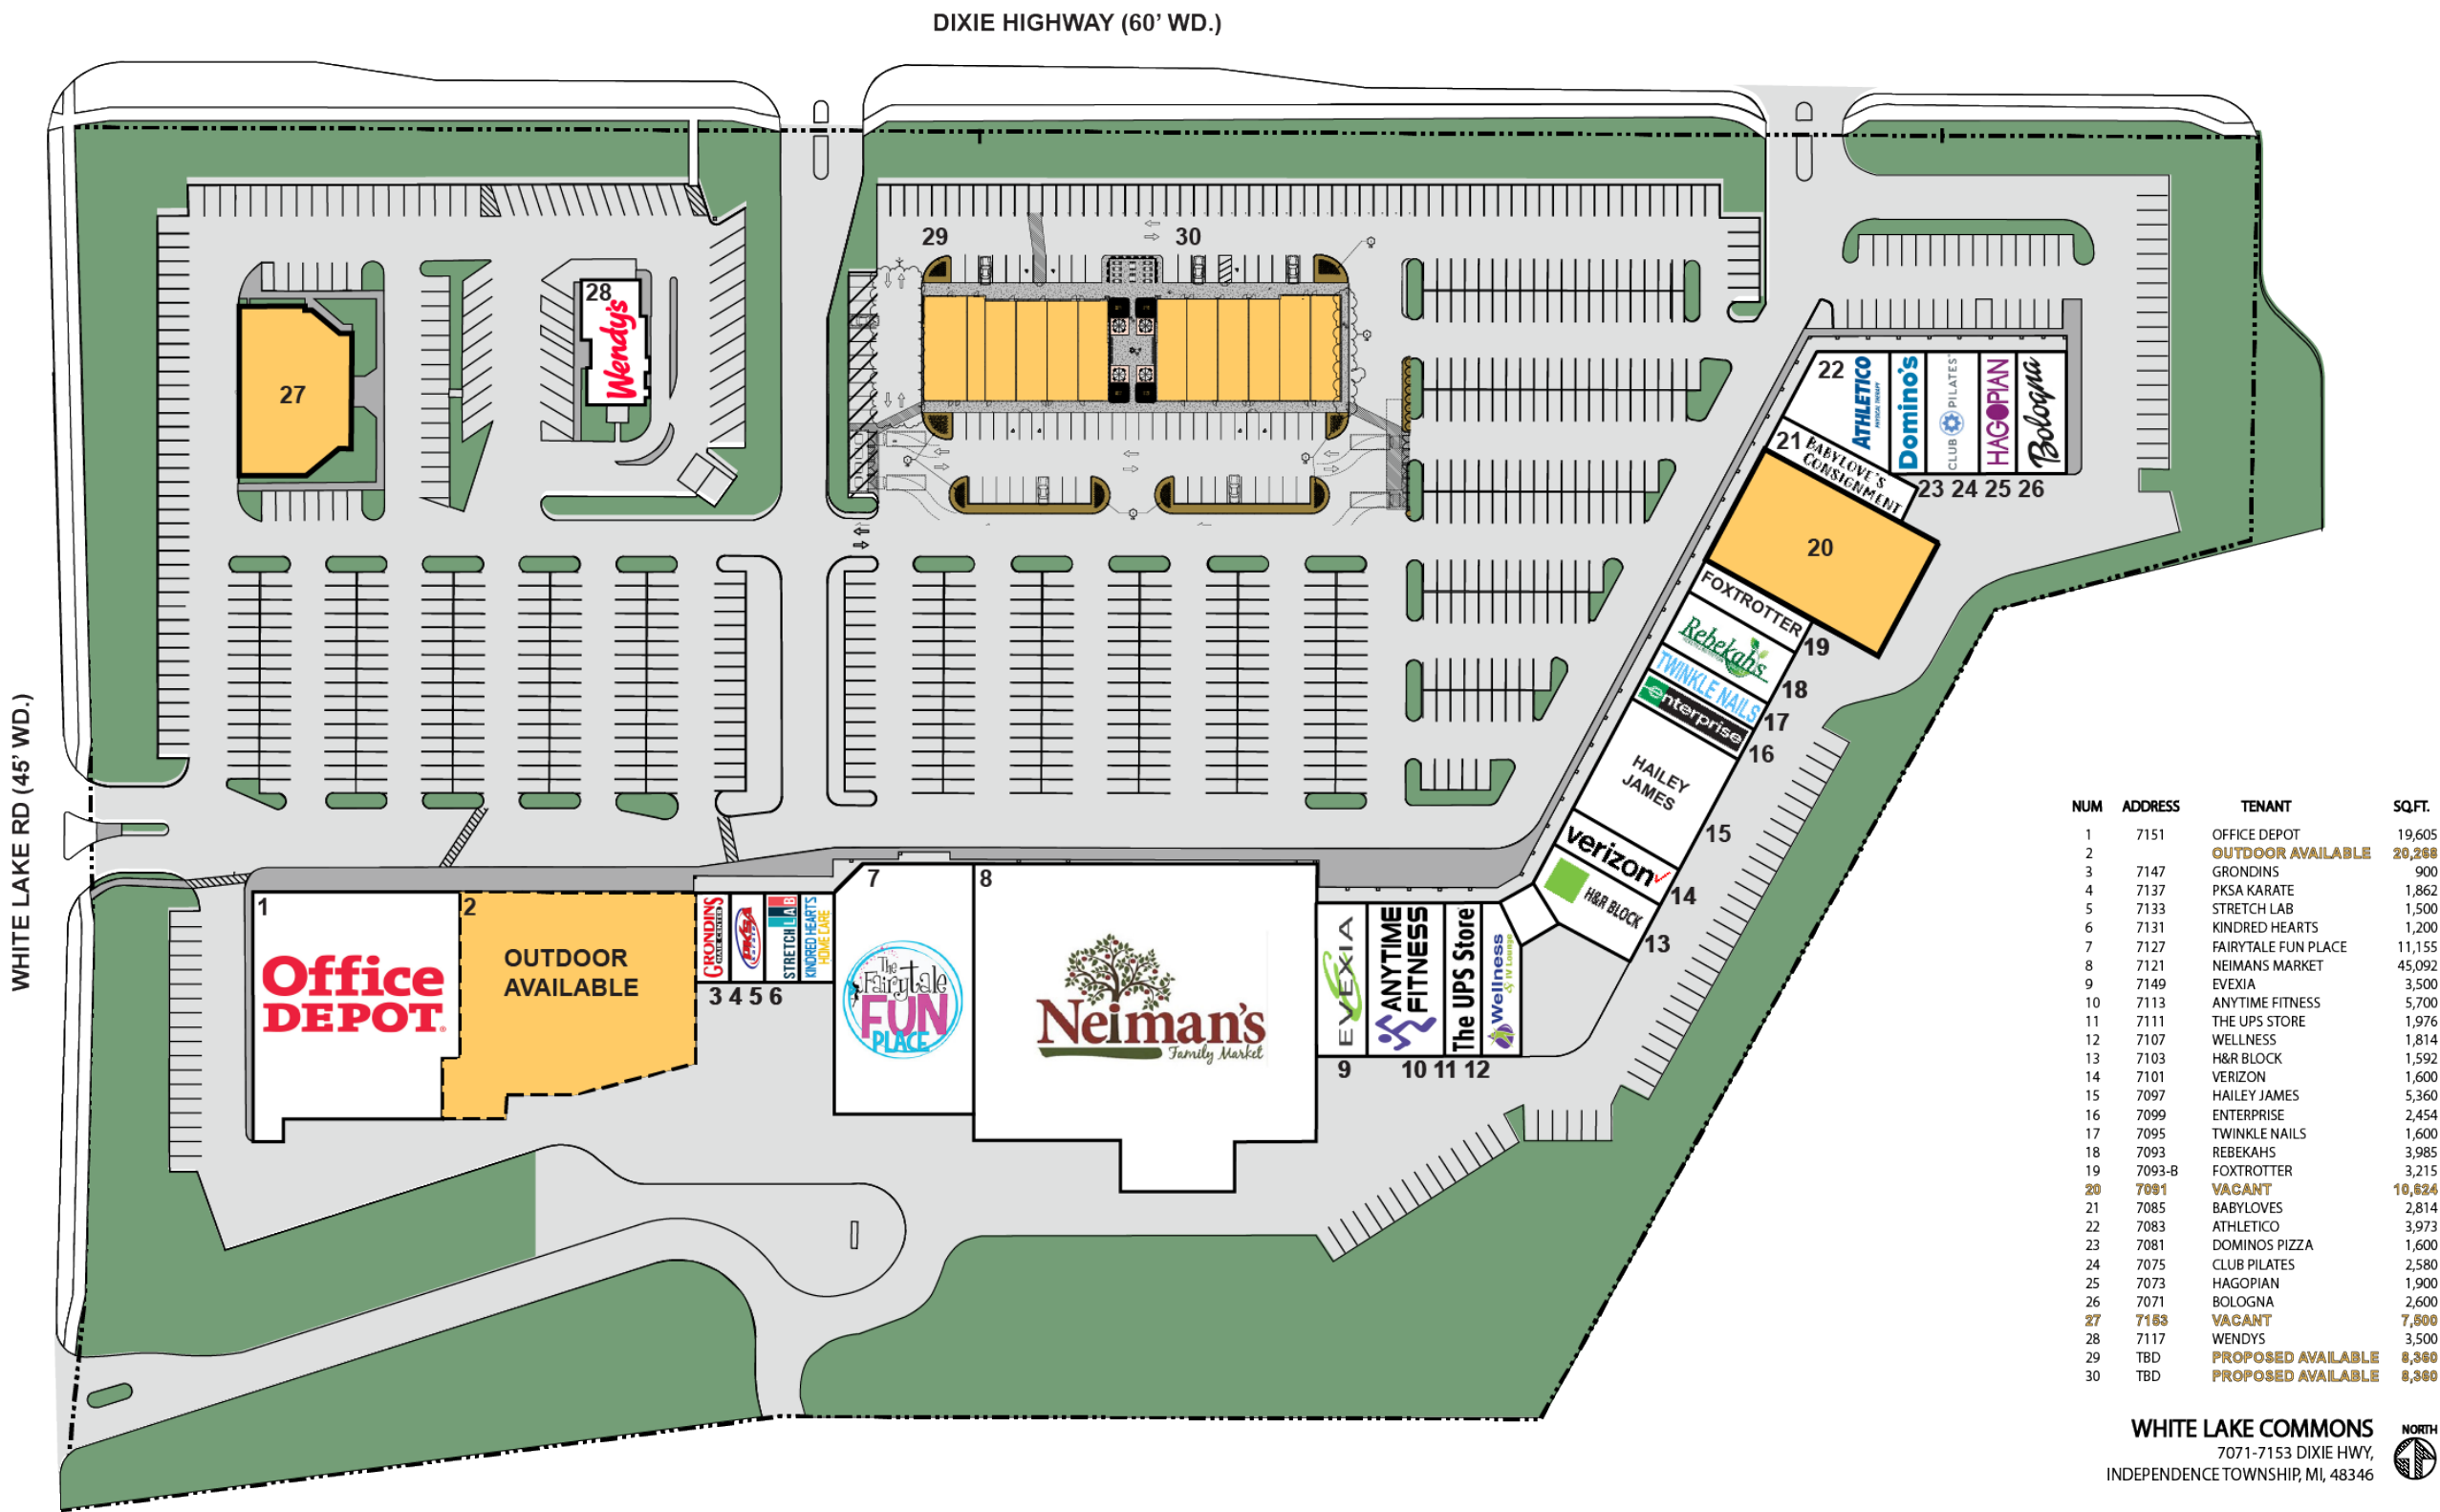 DIXIE HIGHWAY (60' WD.)
WHITE LAKE RD (45' WD.)
29
30
28
Wendy's
27
22
ATHLETICO
PHYSICAL THERAPY
Domino's
CLUB PILATES
HAGOPIAN
Bologna
21 BABYLOVE'S
CONSIGNMENT
23 24 25 26
20
FOXTROTTER
19
Rebekah's
18
TWINKLE NAILS
17
enterprise
16
HAILEY
JAMES
15
verizon
14
H&R BLOCK
13
1
Office
DEPOT
2
OUTDOOR
AVAILABLE
GRONDINS
HAIR CENTER
PKSA
KARATE
STRETCH LAB
KINDRED HEARTS
HOME CARE
3 4 5 6
7
The
Fairytale
FUN
PLACE
8
Neiman's
Family Market
EVEXIA
ANYTIME
FITNESS
The UPS Store
Wellness
& IV Lounge
9 10 11 12
NUM ADDRESS TENANT SQ.FT.
1 7151 OFFICE DEPOT 19,605
2 OUTDOOR AVAILABLE 20,268
3 7147 GRONDINS 900
4 7137 PKSA KARATE 1,862
5 7133 STRETCH LAB 1,500
6 7131 KINDRED HEARTS 1,200
7 7127 FAIRYTALE FUN PLACE 11,155
8 7121 NEIMANS MARKET 45,092
9 7149 EVEXIA 3,500
10 7113 ANYTIME FITNESS 5,700
11 7111 THE UPS STORE 1,976
12 7107 WELLNESS 1,814
13 7103 H&R BLOCK 1,592
14 7101 VERIZON 1,600
15 7097 HAILEY JAMES 5,360
16 7099 ENTERPRISE 2,454
17 7095 TWINKLE NAILS 1,600
18 7093 REBEKAHS 3,985
19 7093-B FOXTROTTER 3,215
20 7091 VACANT 10,624
21 7085 BABYLOVES 2,814
22 7083 ATHLETICO 3,973
23 7081 DOMINOS PIZZA 1,600
24 7075 CLUB PILATES 2,580
25 7073 HAGOPIAN 1,900
26 7071 BOLOGNA 2,600
27 7153 VACANT 7,500
28 7117 WENDYS 3,500
29 TBD PROPOSED AVAILABLE 8,360
30 TBD PROPOSED AVAILABLE 8,360
WHITE LAKE COMMONS
7071-7153 DIXIE HWY,
INDEPENDENCE TOWNSHIP, MI, 48346
NORTH